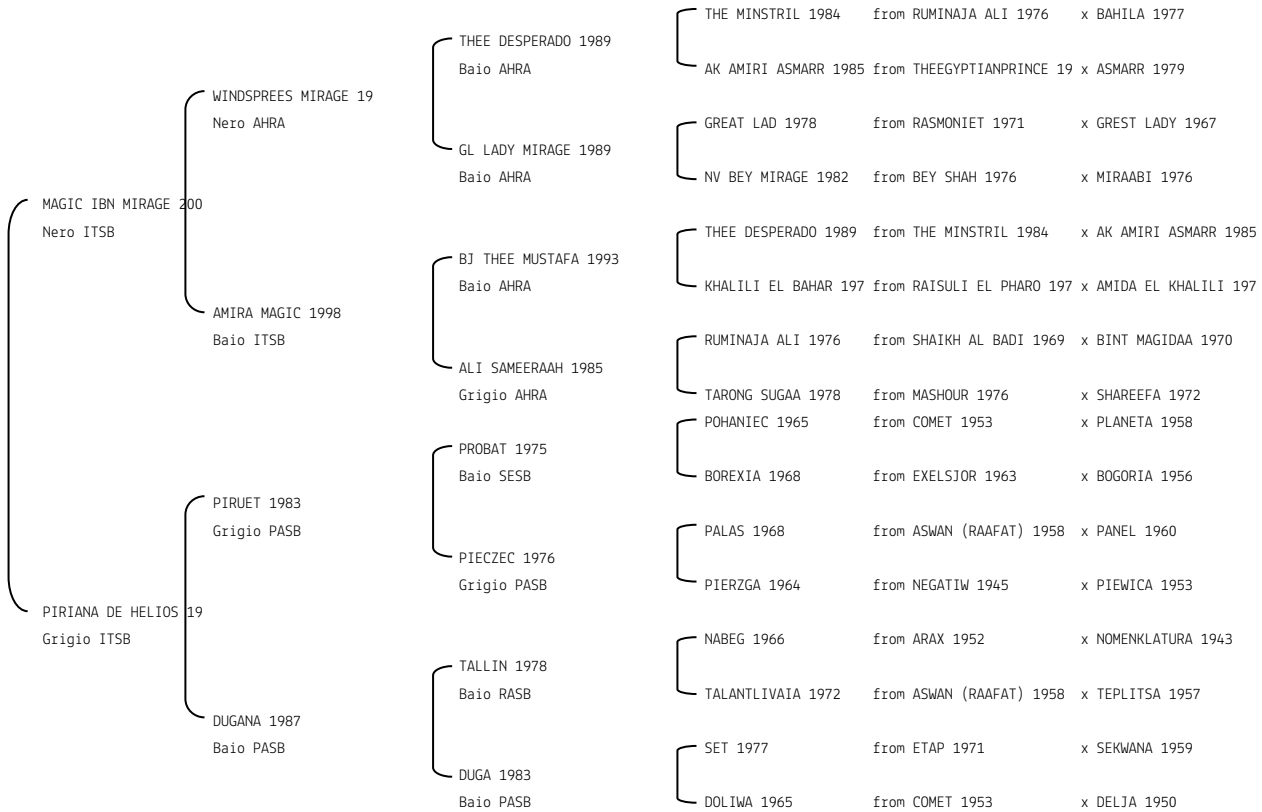 THE MINSTRIL 1984 from RUMINAJA ALI 1976 x BAHILA 1977
THEE DESPERADO 1989
Baio AHRA
AK AMIRI ASMARR 1985 from THEEGYPTIANPRINCE 19 x ASMARR 1979
WINDSPREES MIRAGE 19
Nero AHRA
GREAT LAD 1978 from RASMONIET 1971 x GREST LADY 1967
GL LADY MIRAGE 1989
Baio AHRA
NV BEY MIRAGE 1982 from BEY SHAH 1976 x MIRAABI 1976
MAGIC IBN MIRAGE 200
Nero ITSB
THEE DESPERADO 1989 from THE MINSTRIL 1984 x AK AMIRI ASMARR 1985
BJ THEE MUSTAFA 1993
Baio AHRA
KHALILI EL BAHAR 197 from RAISULI EL PHARO 197 x AMIDA EL KHALILI 197
AMIRA MAGIC 1998
Baio ITSB
RUMINAJA ALI 1976 from SHAIKH AL BADI 1969 x BINT MAGIDAA 1970
ALI SAMEERAAH 1985
Grigio AHRA
TARONG SUGAA 1978 from MASHOUR 1976 x SHAREEFA 1972
POHANIEC 1965 from COMET 1953 x PLANETA 1958
PROBAT 1975
Baio SESB
BOREXIA 1968 from EXELSJOR 1963 x BOGORIA 1956
PIRUET 1983
Grigio PASB
PALAS 1968 from ASWAN (RAAFAT) 1958 x PANEL 1960
PIECZEC 1976
Grigio PASB
PIERZGA 1964 from NEGATIW 1945 x PIEWICA 1953
PIRIANA DE HELIOS 19
Grigio ITSB
NABEG 1966 from ARAX 1952 x NOMENKLATURA 1943
TALLIN 1978
Baio RASB
TALANTLIVAIA 1972 from ASWAN (RAAFAT) 1958 x TEPLITSA 1957
DUGANA 1987
Baio PASB
SET 1977 from ETAP 1971 x SEKWANA 1959
DUGA 1983
Baio PASB
DOLIWA 1965 from COMET 1953 x DELJA 1950